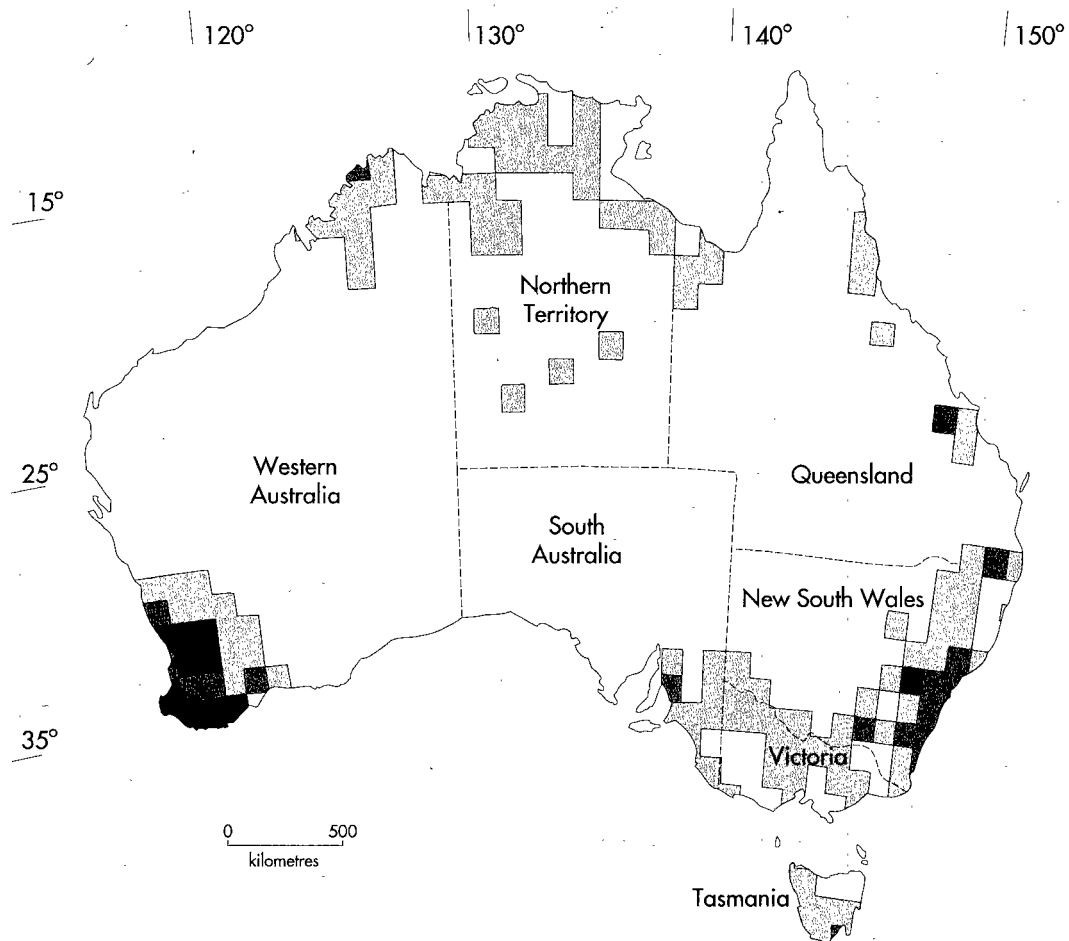 120°
130°
140°
150°
15°
25°
35°
Northern
Territory
Western
Australia
South
Australia
Queensland
New South Wales
Victoria
Tasmania
0 500
kilometres